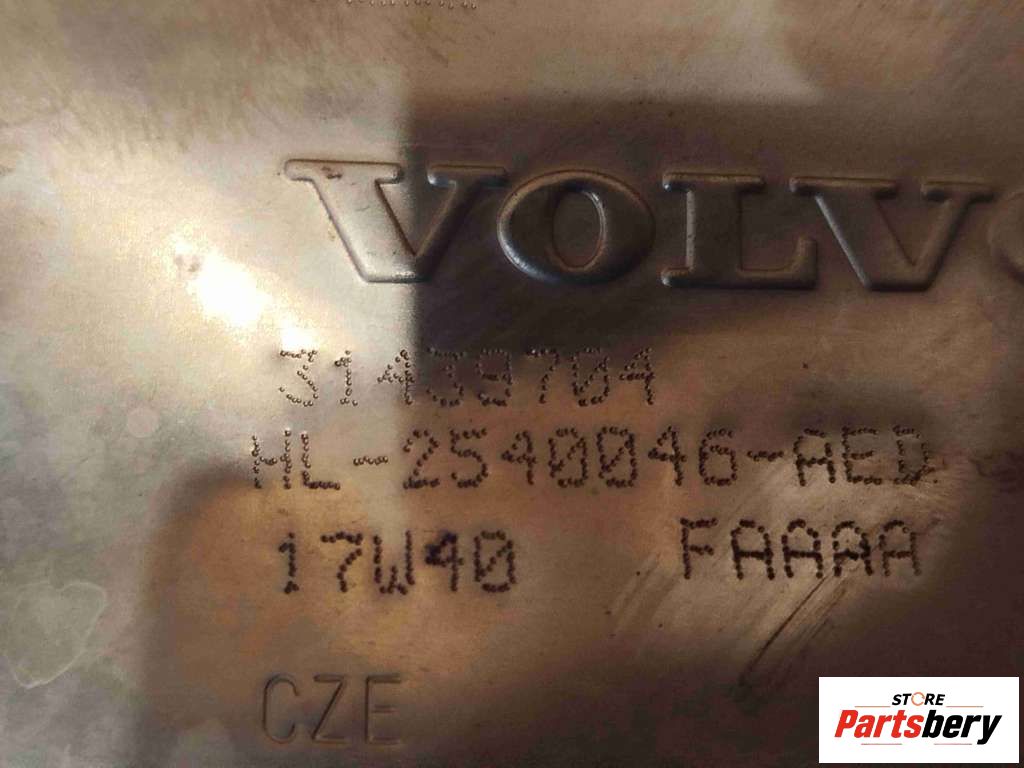 VOLVO
31439704
HL-2540046-AED
17W40 FAAAA
CZE
STORE
Partsbery